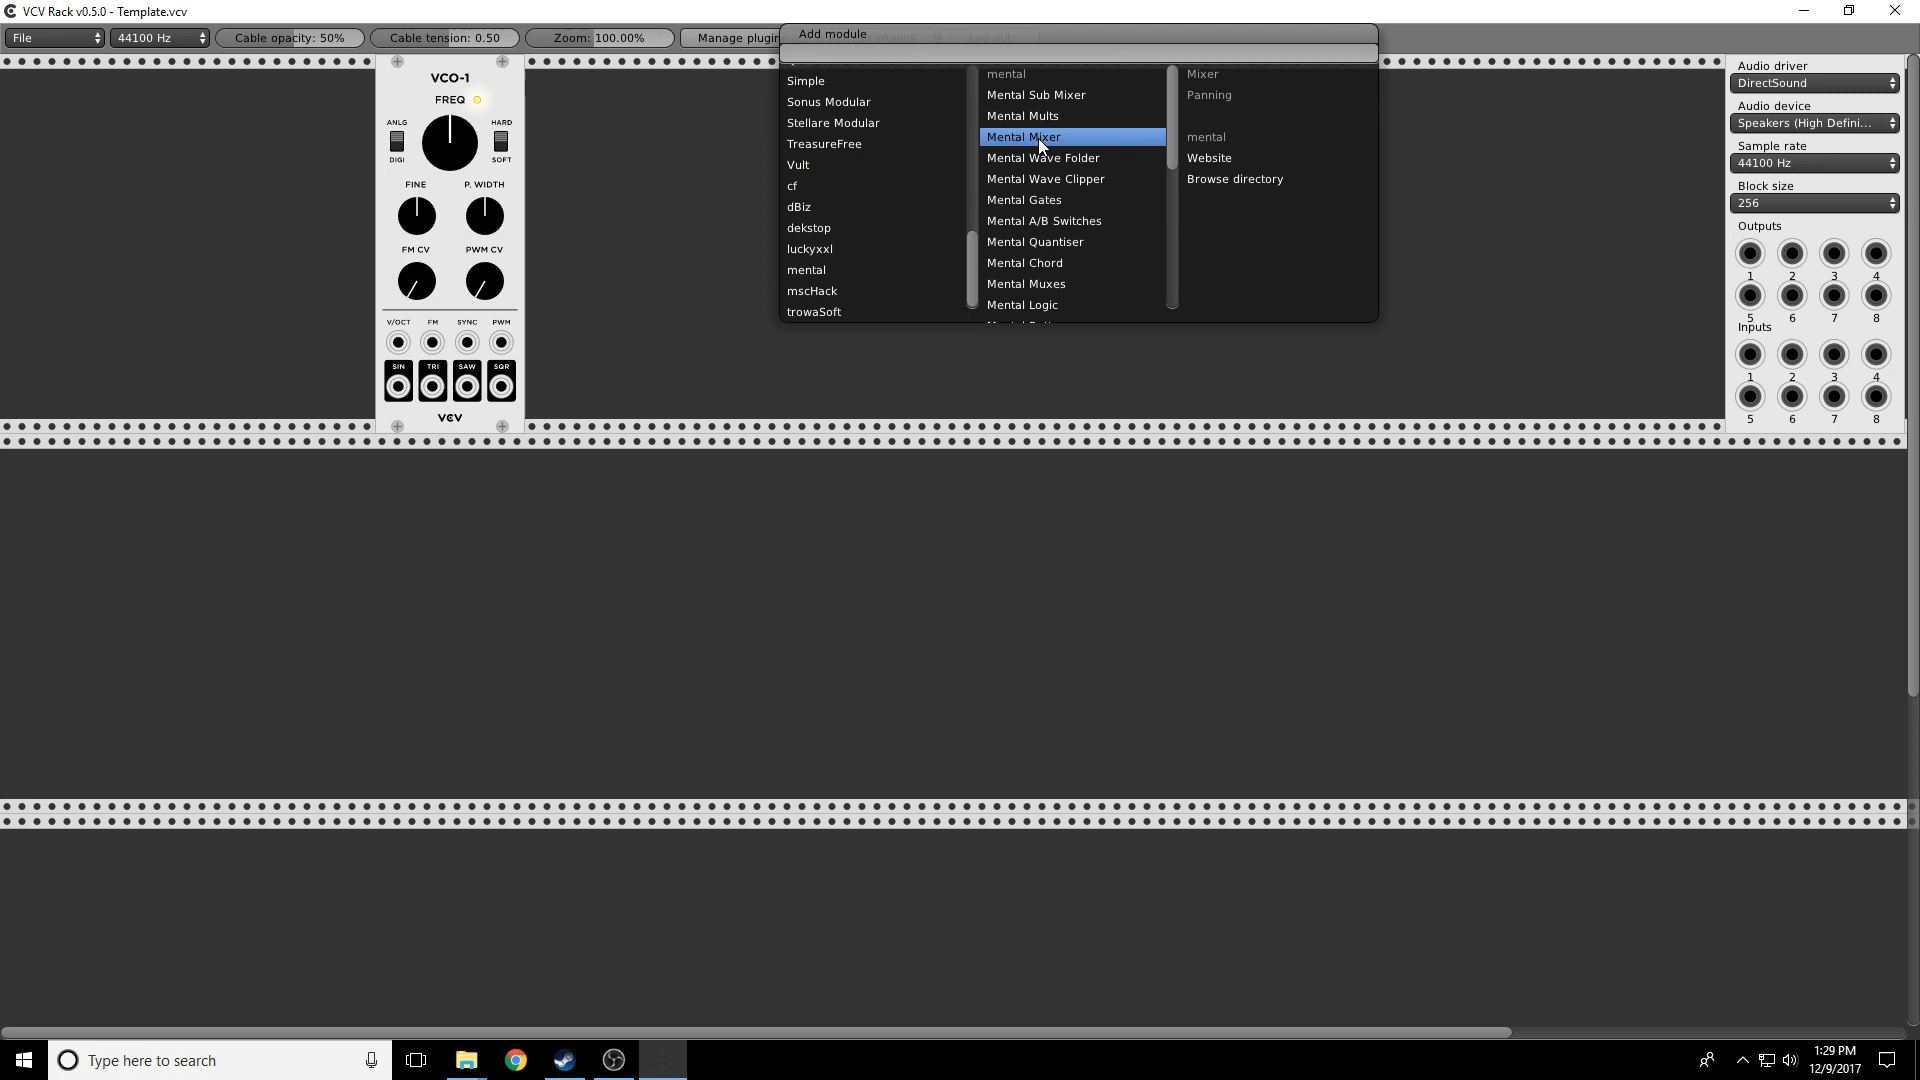 VCV Rack v0.5.0 - Template.vcv
File
44100 Hz
Cable opacity: 50%
Cable tension: 0.50
Zoom: 100.00%
Manage plugins
Log out
Add module
Simple
Sonus Modular
Stellare Modular
TreasureFree
Vult
cf
dBiz
dekstop
luckyxxl
mental
mscHack
trowaSoft
mental
Mental Sub Mixer
Mental Mults
Mental Mixer
Mental Wave Folder
Mental Wave Clipper
Mental Gates
Mental A/B Switches
Mental Quantiser
Mental Chord
Mental Muxes
Mental Logic
Mixer
Panning
mental
Website
Browse directory
VCO-1
FREQ
ANLG
HARD
DIGI
SOFT
FINE
P. WIDTH
FM CV
PWM CV
V/OCT
FM
SYNC
PWM
SIN
TRI
SAW
SQR
VCV
Audio driver
DirectSound
Audio device
Speakers (High Defini...
Sample rate
44100 Hz
Block size
256
Outputs
1 2 3 4
5 6 7 8
Inputs
1 2 3 4
5 6 7 8
Type here to search
1:29 PM
12/9/2017